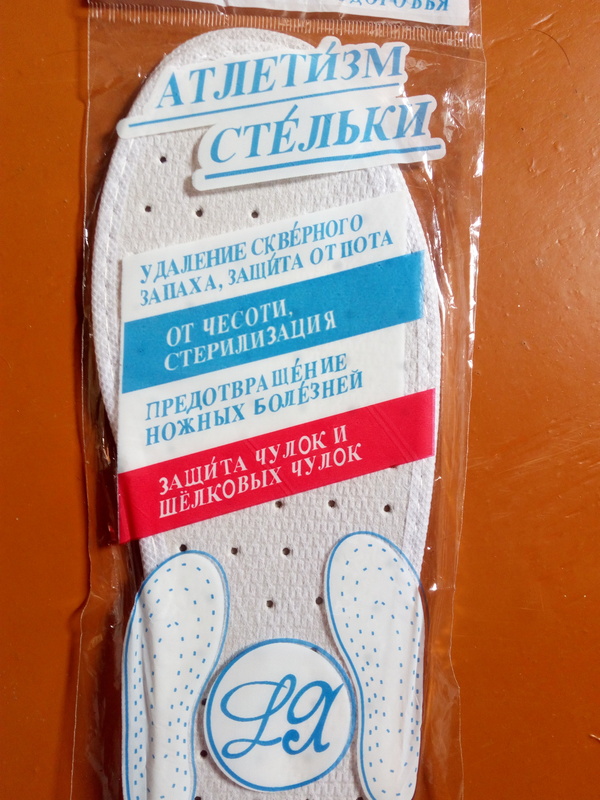 ЗДОРОВЬЯ
АТЛЕТИ́ЗМ
СТЕ́ЛЬКИ
УДАЛЕНИЕ СКВЕ́РНОГО
ЗАПАХА, ЗАЩИ́ТА ОТ ПОТА
ОТ ЧЕСОТИ,
СТЕРИЛИЗАЦИЯ
ПРЕДОТВРАЩЕ́НИЕ
НОЖНЫХ БОЛЕ́ЗНЕЙ
ЗАЩИ́ТА ЧУЛОК И
ШЁЛКОВЫХ ЧУЛОК